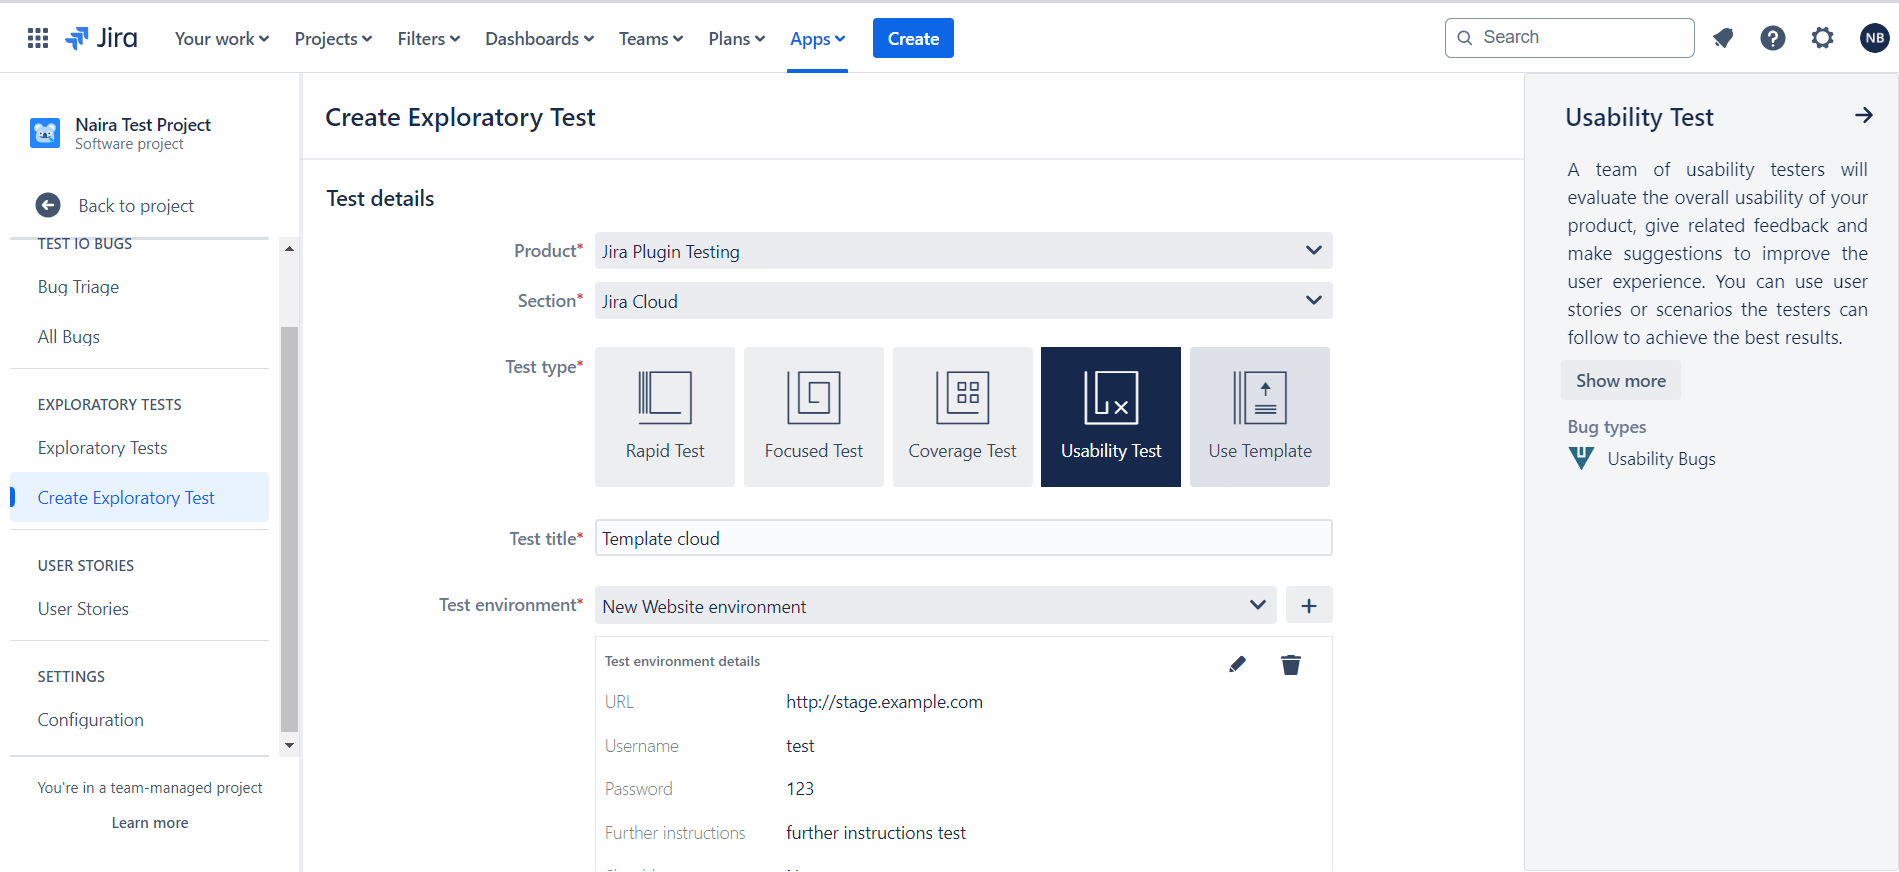 Jira
Your work
Projects
Filters
Dashboards
Teams
Plans
Apps
Create
Search
NB
Naira Test Project
Software project
Back to project
TEST IO BUGS
Bug Triage
All Bugs
EXPLORATORY TESTS
Exploratory Tests
Create Exploratory Test
USER STORIES
User Stories
SETTINGS
Configuration
You're in a team-managed project
Learn more
Create Exploratory Test
Test details
Product* Jira Plugin Testing
Section* Jira Cloud
Test type*
Rapid Test
Focused Test
Coverage Test
Usability Test
Use Template
Test title* Template cloud
Test environment* New Website environment
Test environment details
URL http://stage.example.com
Username test
Password 123
Further instructions further instructions test
Usability Test
A team of usability testers will
evaluate the overall usability of your
product, give related feedback and
make suggestions to improve the
user experience. You can use user
stories or scenarios the testers can
follow to achieve the best results.
Show more
Bug types
Usability Bugs